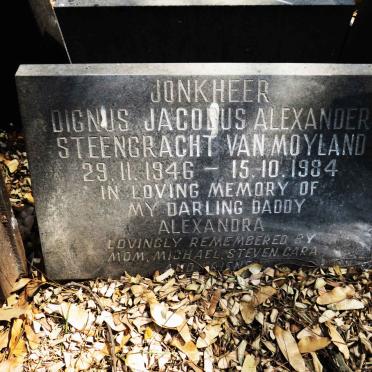 JONKHEER
DIGNUS JACOBUS ALEXANDER
STEENGRACHT VAN MOYLAND
29.11.1946 - 15.10.1984
IN LOVING MEMORY OF
MY DARLING DADDY
ALEXANDRA
LOVINGLY REMEMBERED BY
MOM, MICHAEL, STEVEN, CARA